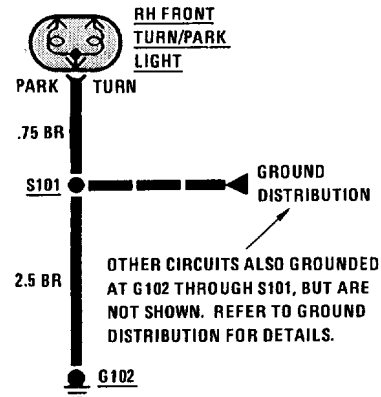 RH FRONT
TURN/PARK
LIGHT
PARK TURN
.75 BR
S101
GROUND
DISTRIBUTION
2.5 BR
OTHER CIRCUITS ALSO GROUNDED
AT G102 THROUGH S101, BUT ARE
NOT SHOWN. REFER TO GROUND
DISTRIBUTION FOR DETAILS.
G102